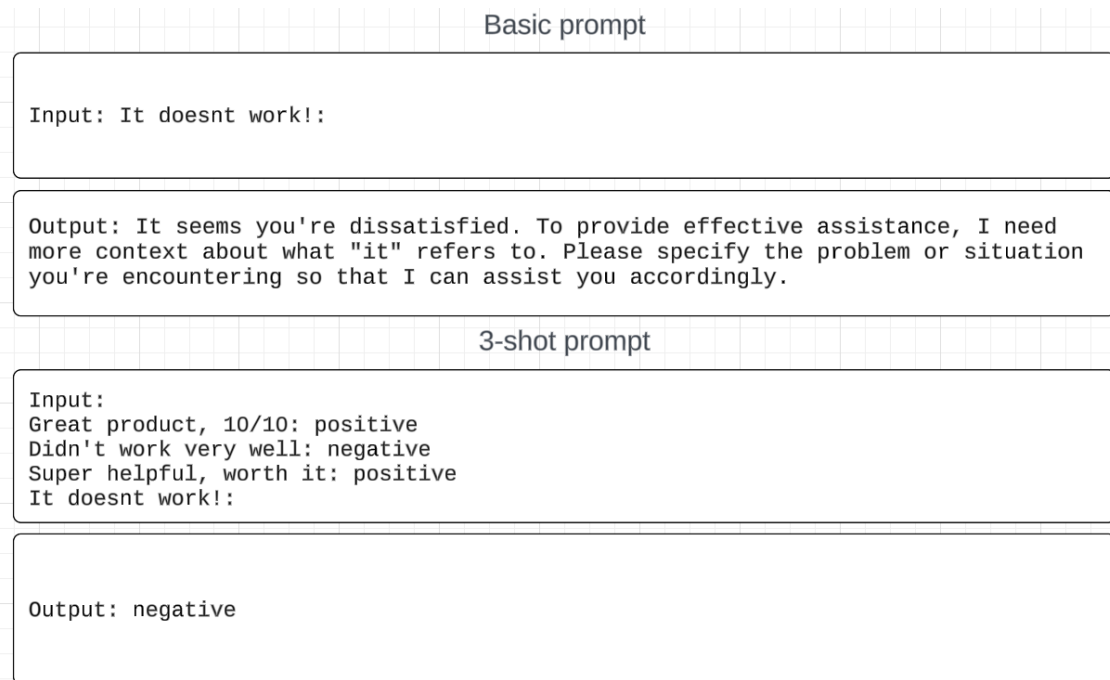 Basic prompt
Input: It doesnt work!:
Output: It seems you're dissatisfied. To provide effective assistance, I need
more context about what "it" refers to. Please specify the problem or situation
you're encountering so that I can assist you accordingly.
3-shot prompt
Input:
Great product, 10/10: positive
Didn't work very well: negative
Super helpful, worth it: positive
It doesnt work!:
Output: negative